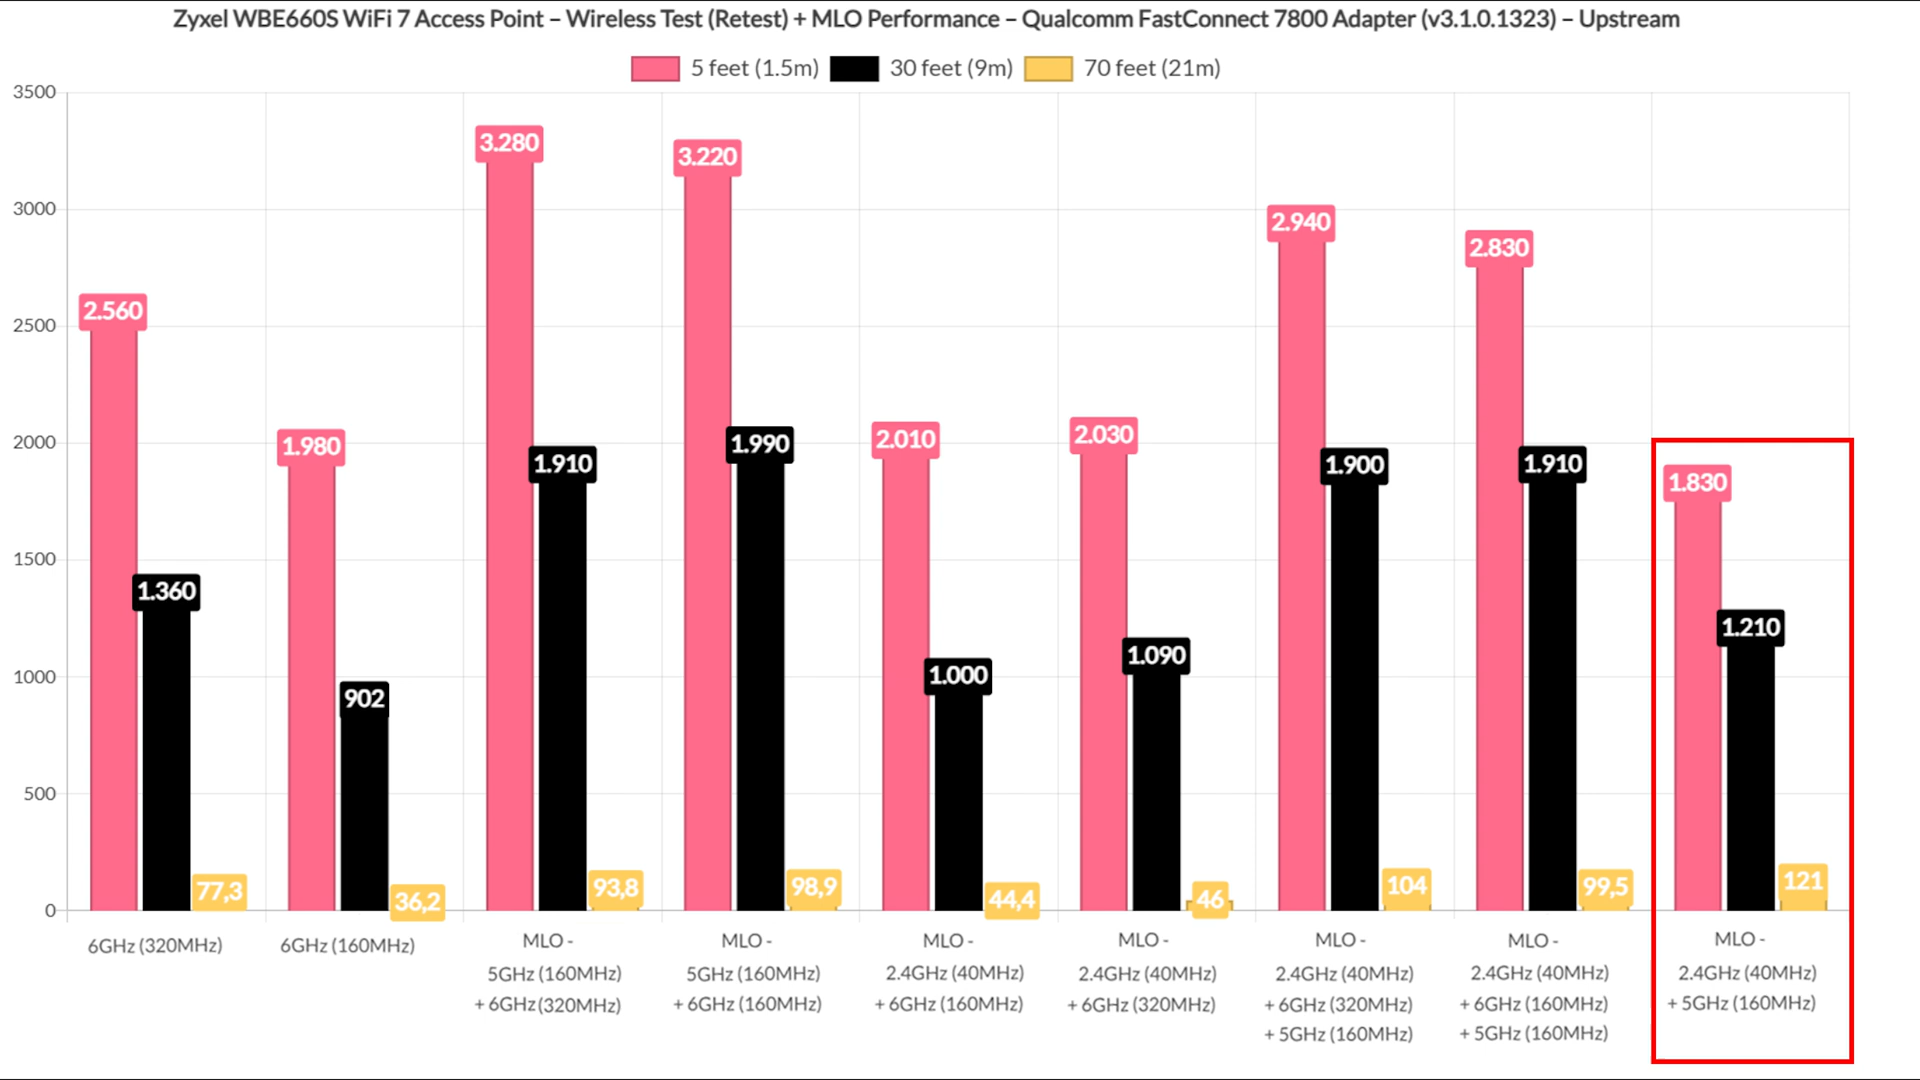 Zyxel WBE660S WiFi 7 Access Point – Wireless Test (Retest) + MLO Performance – Qualcomm FastConnect 7800 Adapter (v3.1.0.1323) – Upstream
5 feet (1.5m) 30 feet (9m) 70 feet (21m)
3500
3000
2500
2000
1500
1000
500
0
2.560
1.360
77,3
1.980
902
36,2
3.280
1.910
93,8
3.220
1.990
98,9
2.010
1.000
44,4
2.030
1.090
46
2.940
1.900
104
2.830
1.910
99,5
1.830
1.210
121
6GHz (320MHz)
6GHz (160MHz)
MLO -
5GHz (160MHz)
+ 6GHz (320MHz)
MLO -
5GHz (160MHz)
+ 6GHz (160MHz)
MLO -
2.4GHz (40MHz)
+ 6GHz (160MHz)
MLO -
2.4GHz (40MHz)
+ 6GHz (320MHz)
MLO -
2.4GHz (40MHz)
+ 6GHz (320MHz)
+ 5GHz (160MHz)
MLO -
2.4GHz (40MHz)
+ 6GHz (160MHz)
+ 5GHz (160MHz)
MLO -
2.4GHz (40MHz)
+ 5GHz (160MHz)